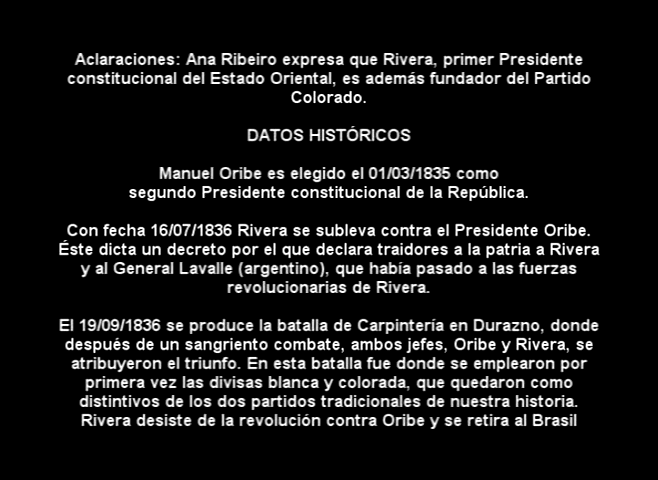 Aclaraciones: Ana Ribeiro expresa que Rivera, primer Presidente
constitucional del Estado Oriental, es además fundador del Partido
Colorado.
DATOS HISTÓRICOS
Manuel Oribe es elegido el 01/03/1835 como
segundo Presidente constitucional de la República.
Con fecha 16/07/1836 Rivera se subleva contra el Presidente Oribe.
Éste dicta un decreto por el que declara traidores a la patria a Rivera
y al General Lavalle (argentino), que había pasado a las fuerzas
revolucionarias de Rivera.
El 19/09/1836 se produce la batalla de Carpintería en Durazno, donde
después de un sangriento combate, ambos jefes, Oribe y Rivera, se
atribuyeron el triunfo. En esta batalla fue donde se emplearon por
primera vez las divisas blanca y colorada, que quedaron como
distintivos de los dos partidos tradicionales de nuestra historia.
Rivera desiste de la revolución contra Oribe y se retira al Brasil